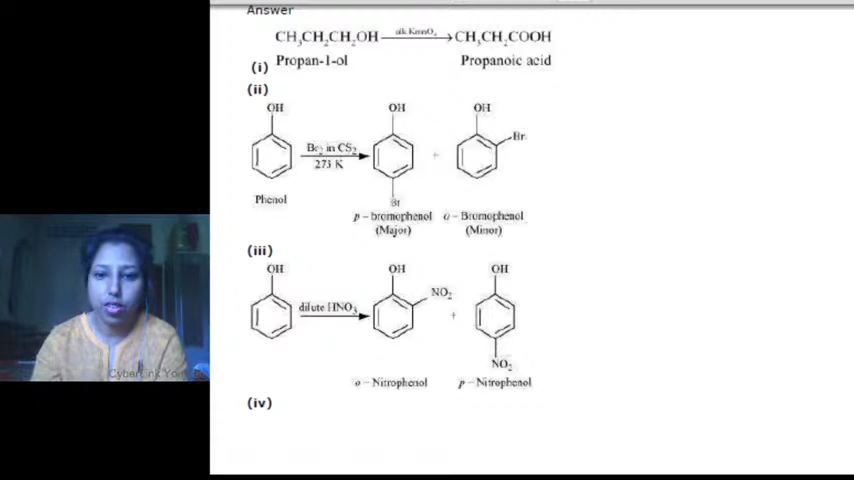 Answer
CH3CH2CH2OH alk KmnO4 CH3CH2COOH
(i) Propan-1-ol Propanoic acid
(ii)
OH OH OH
Br2 in CS2 + Br
273 K
Phenol Br
p – bromophenol o – Bromophenol
(Major) (Minor)
(iii)
OH OH OH
NO2
dilute HNO3 +
NO2
o – Nitrophenol p – Nitrophenol
CyberLink
(iv)